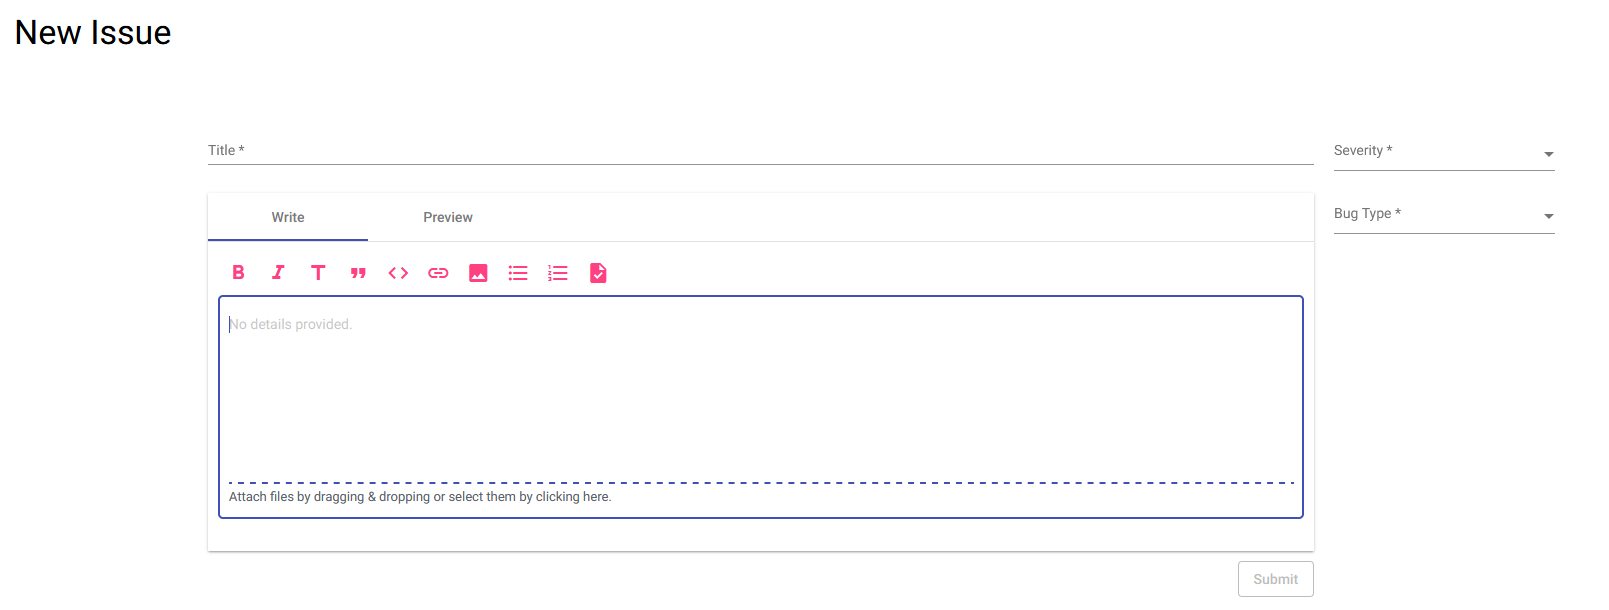 New Issue
Title *
Severity *
Write Preview
Bug Type *
No details provided.
Attach files by dragging & dropping or select them by clicking here.
Submit